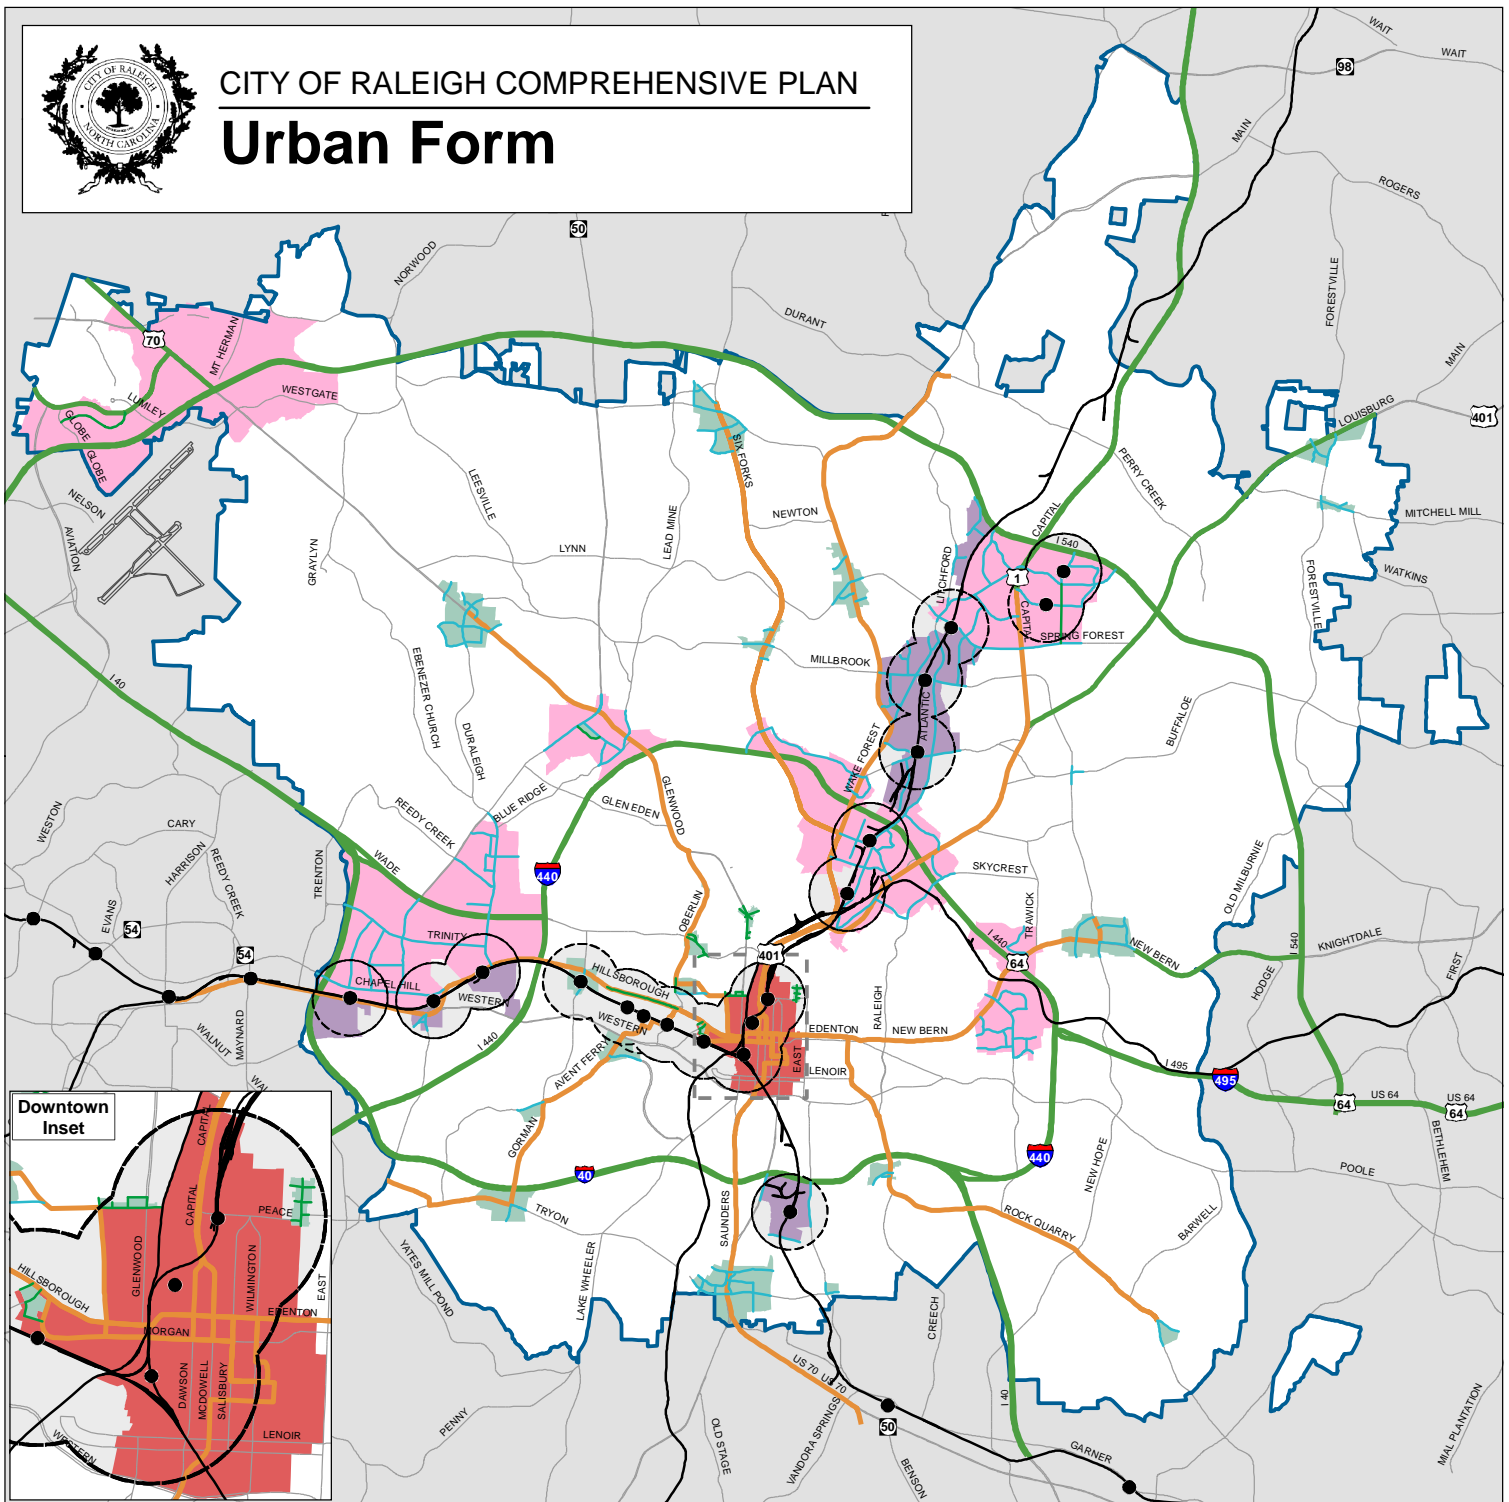 CITY OF RALEIGH
NORTH CAROLINA
CITY OF RALEIGH COMPREHENSIVE PLAN
Urban Form
WAIT
WAIT
98
MAIN
ROGERS
50
NORWOOD
FORESTVILLE
DURANT
MAIN
70
MT HERMAN
WESTGATE
LUMLEY
GLOBE
GLOBE
LOUISBURG
401
SIX FORKS
PERRY CREEK
NELSON
LEESVILLE
NEWTON
CAPITAL
MITCHELL MILL
AVIATION
LEAD MINE
LYNN
I 540
GRAYLYN
LITCHFORD
1
WATKINS
FORESTVILLE
CAPITAL
SPRING FOREST
MILLBROOK
I 40
EBENEZER CHURCH
DURALEIGH
ATLANTIC
BUFFALOE
WAKE FOREST
BLUE RIDGE
GLEN EDEN
GLENWOOD
WESTON
CARY
REEDY CREEK
HARRISON
REEDY CREEK
WADE
TRENTON
440
SKYCREST
OLD MILBURNIE
EVANS
54
OBERLIN
TRAWICK
TRINITY
I 440
NEW BERN
KNIGHTDALE
I 540
54
401
64
HILLSBOROUGH
CHAPEL HILL
WESTERN
HODGE
FIRST
WESTERN
RALEIGH
WALNUT
MAYNARD
I 440
EDENTON
NEW BERN
EAST
AVENT FERRY
LENOIR
I 495
495
US 64
US 64
64
64
Downtown
Inset
GORMAN
BETHLEHEM
440
NEW HOPE
POOLE
40
SAUNDERS
TRYON
ROCK QUARRY
BARWELL
YATES MILL POND
LAKE WHEELER
CREECH
CAPITAL
CAPITAL
PEACE
GLENWOOD
WILMINGTON
EAST
HILLSBOROUGH
EDENTON
MORGAN
DAWSON
MCDOWELL
SALISBURY
LENOIR
WESTERN
US 70
US 70
I 40
50
PENNY
OLD STAGE
VANDORA SPRINGS
BENSON
GARNER
MIAL PLANTATION